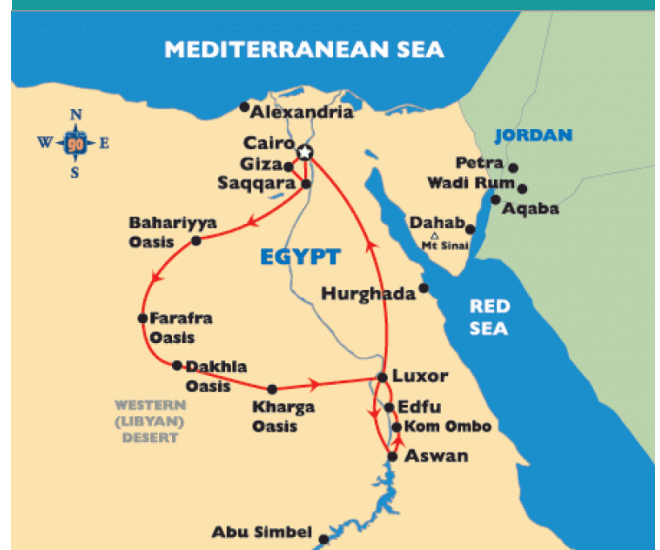 MEDITERRANEAN SEA
Alexandria
N
W
go
E
S
Cairo
Giza
Saqqara
JORDAN
Petra
Wadi Rum
Aqaba
Bahariyya
Oasis
Dahab
Mt Sinai
EGYPT
Hurghada
RED
SEA
Farafra
Oasis
Dakhla
Oasis
Luxor
WESTERN
(LIBYAN)
DESERT
Kharga
Oasis
Edfu
Kom Ombo
Aswan
Abu Simbel